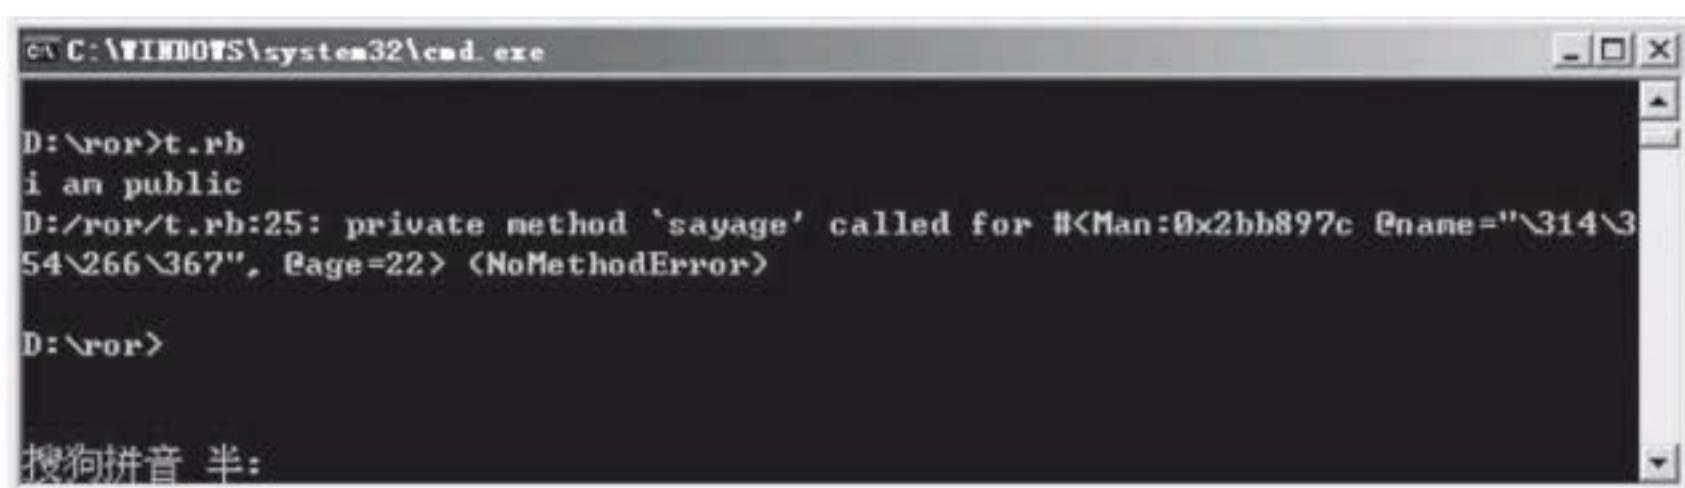 C:\WINDOWS\system32\cmd.exe
D:\ror>t.rb
i am public
D:/ror/t.rb:25: private method `sayage' called for #<Man:0x2bb897c @name="\314\3
54\266\367", @age=22> (NoMethodError)
D:\ror>
搜狗拼音 半: